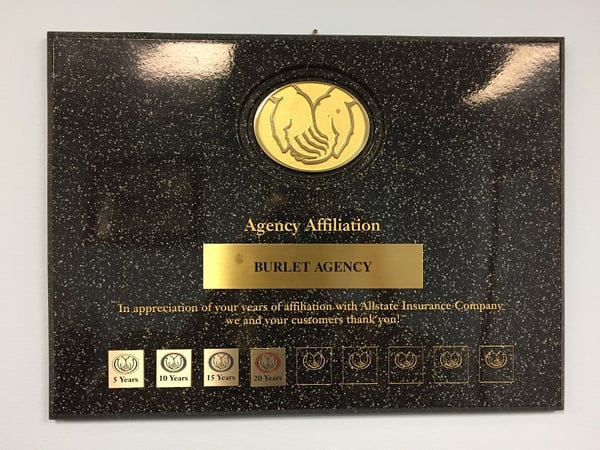 Agency Affiliation
BURLET AGENCY
In appreciation of your years of affiliation with Allstate Insurance Company
we and your customers thank you!
5 Years 10 Years 15 Years 20 Years